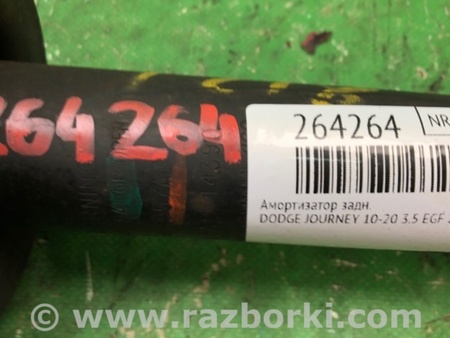 264264
264264
NR
Амортизатор задн.
DODGE JOURNEY 10-20 3.5 EGF
© www.razborki.com